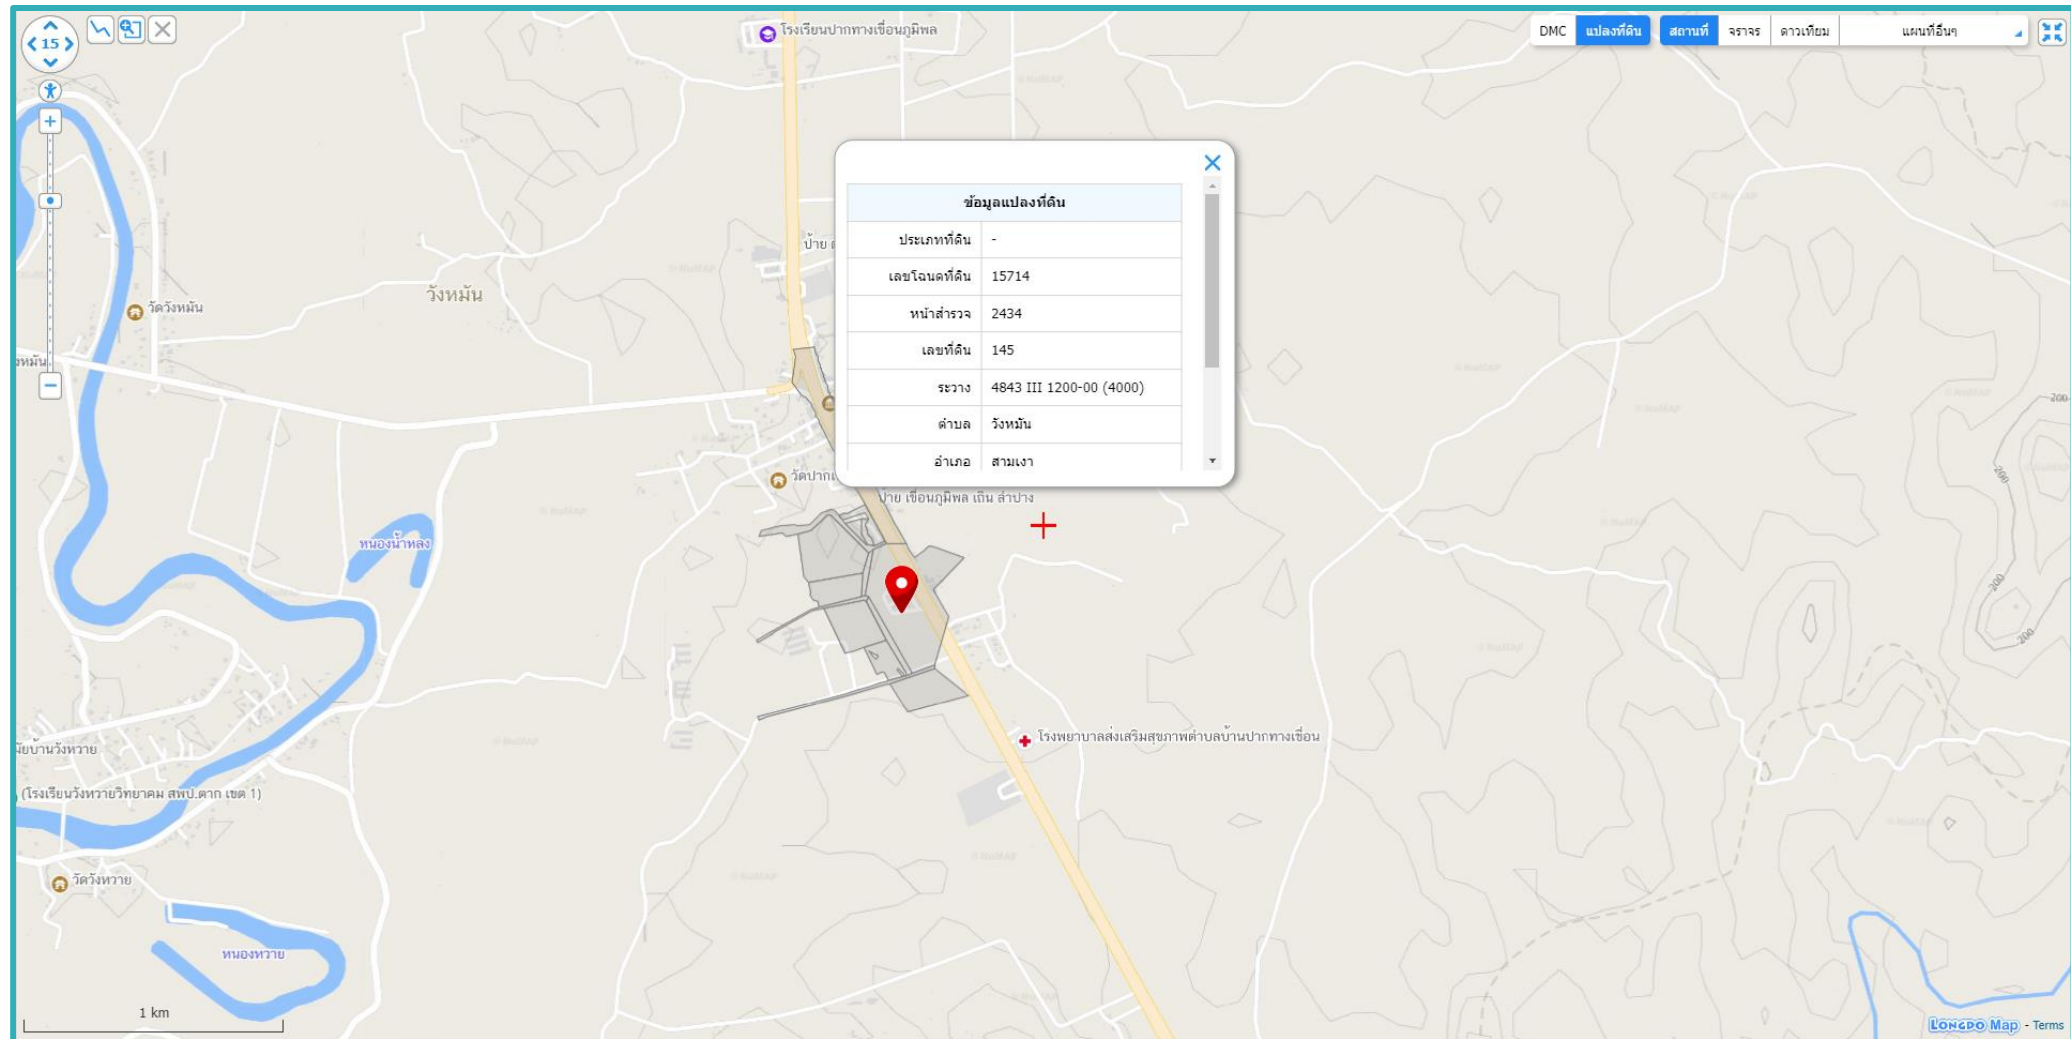 15
โรงเรียนปากทางเขื่อนภูมิพล
DMC แปลงที่ดิน สถานที่ จราจร ดาวเทียม แผนที่อื่นๆ
ข้อมูลแปลงที่ดิน
ประเภทที่ดิน -
เลขโฉนดที่ดิน 15714
หน้าสำรวจ 2434
เลขที่ดิน 145
ระวาง 4843 III 1200-00 (4000)
ตำบล วังหมัน
อำเภอ สามเงา
ป้าย
วังหมัน
วัดวังหมัน
200
วัดปาก
ป้าย เขื่อนภูมิพล เถิน ลำปาง
200
หนองน้ำหลง
200
200
โรงพยาบาลส่งเสริมสุขภาพตำบลบ้านปากทางเขื่อน
(โรงเรียนวังหวายวิทยาคม สพป.ตาก เขต 1)
วัดวังหวาย
หนองหวาย
1 km
LONGDO Map - Terms